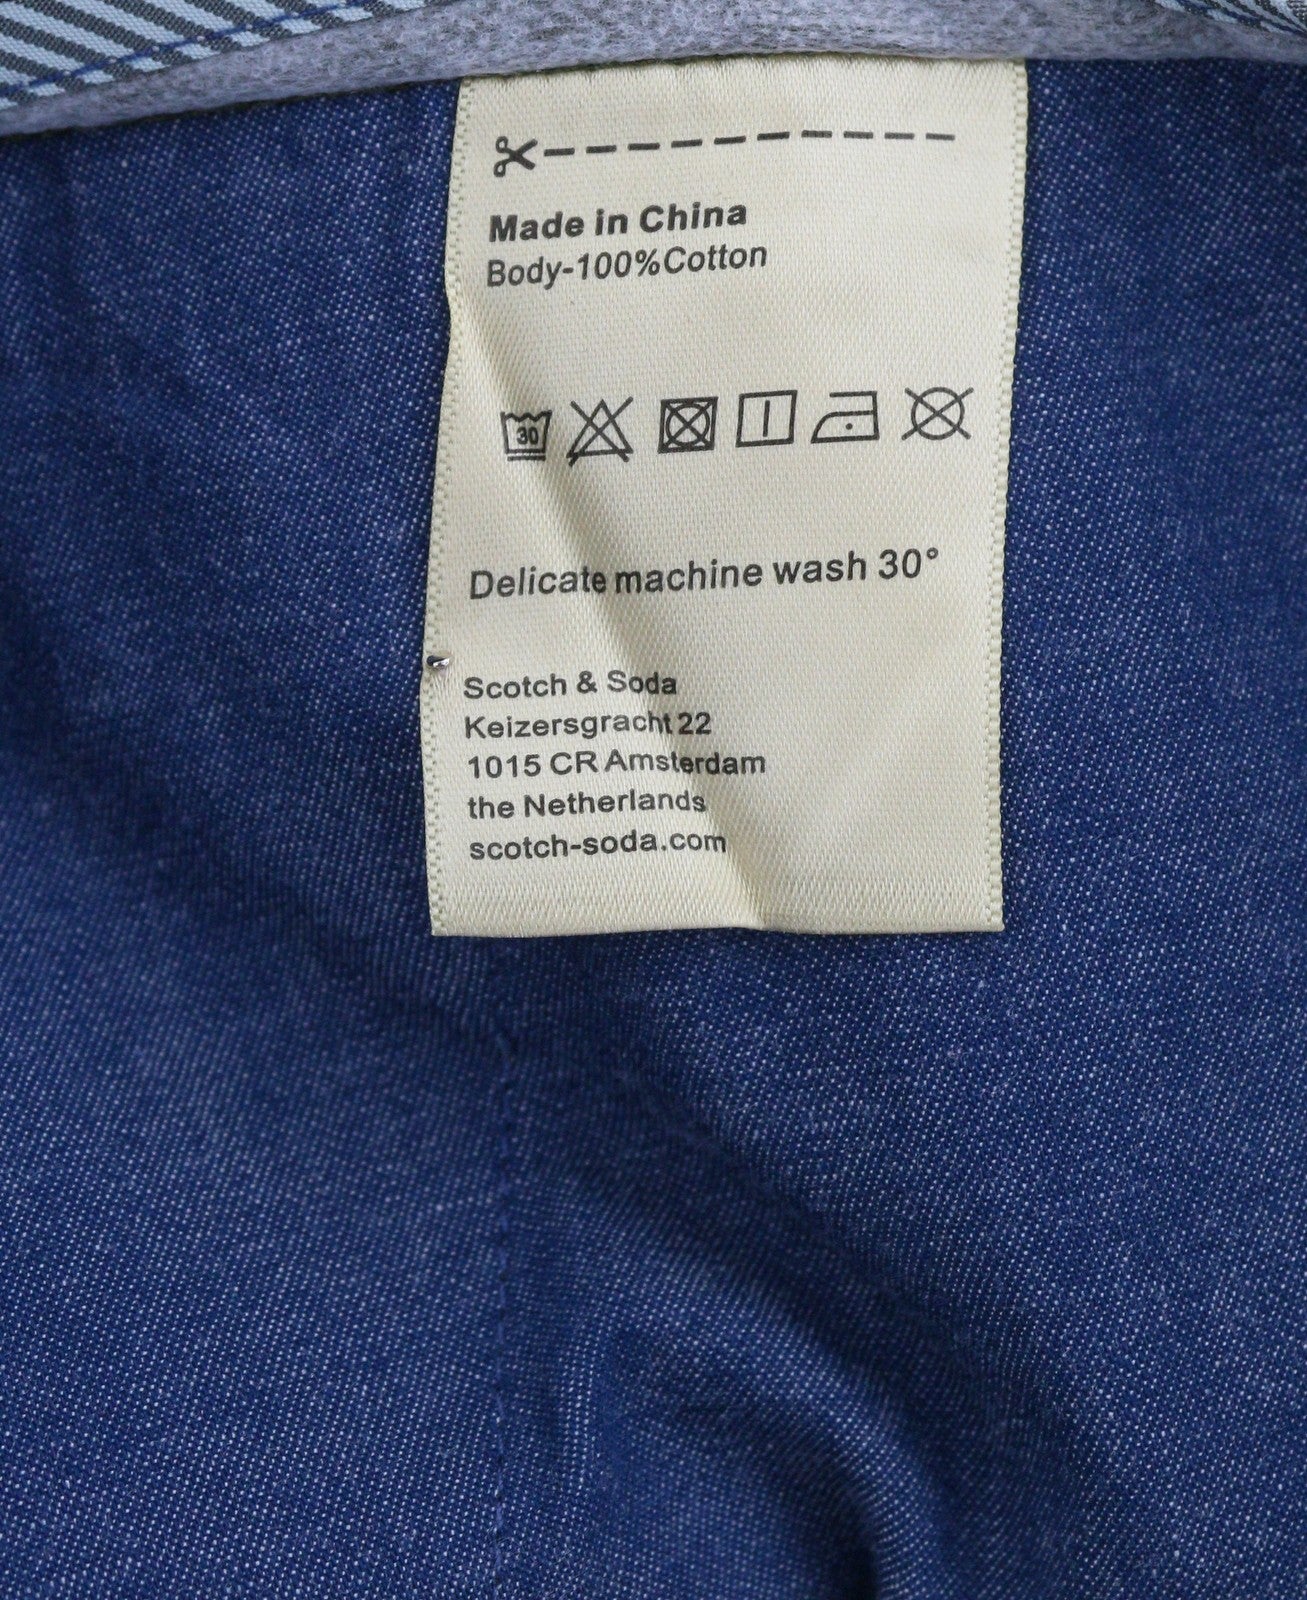 Made in China
Body-100%Cotton
30
Delicate machine wash 30°
Scotch & Soda
Keizersgracht 22
1015 CR Amsterdam
the Netherlands
scotch-soda.com